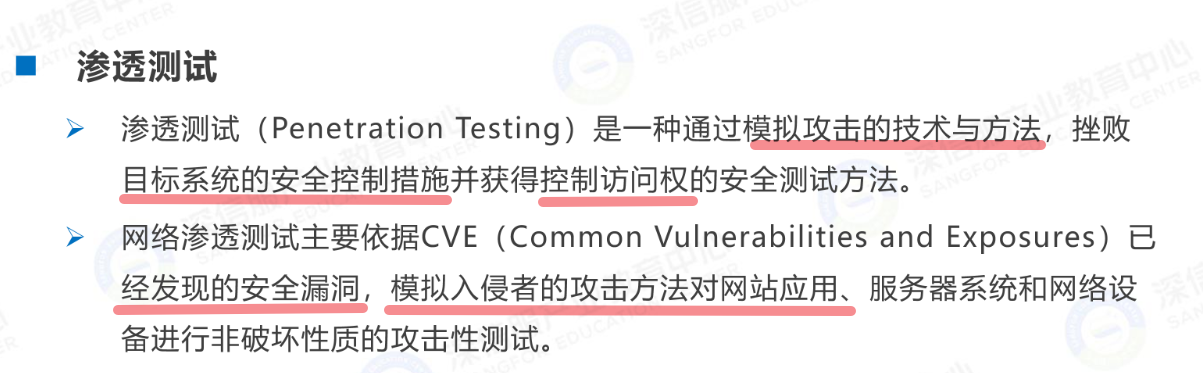 渗透测试
渗透测试（Penetration Testing）是一种通过模拟攻击的技术与方法，挫败
目标系统的安全控制措施并获得控制访问权的安全测试方法。
网络渗透测试主要依据CVE（Common Vulnerabilities and Exposures）已
经发现的安全漏洞，模拟入侵者的攻击方法对网站应用、服务器系统和网络设
备进行非破坏性质的攻击性测试。